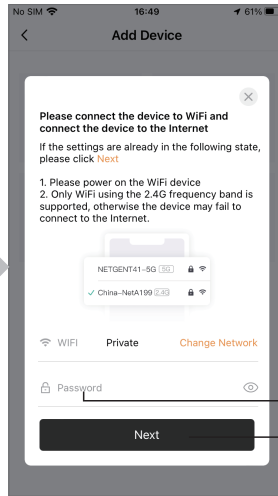 No SIM 16:49 61%
Add Device
Please connect the device to WiFi and
connect the device to the Internet
If the settings are already in the following state,
please click Next
1. Please power on the WiFi device
2. Only WiFi using the 2.4G frequency band is
supported, otherwise the device may fail to
connect to the Internet.
NETGENT41-5G 5G
China-NetA199 2.4G
WIFI Private Change Network
Password
Next